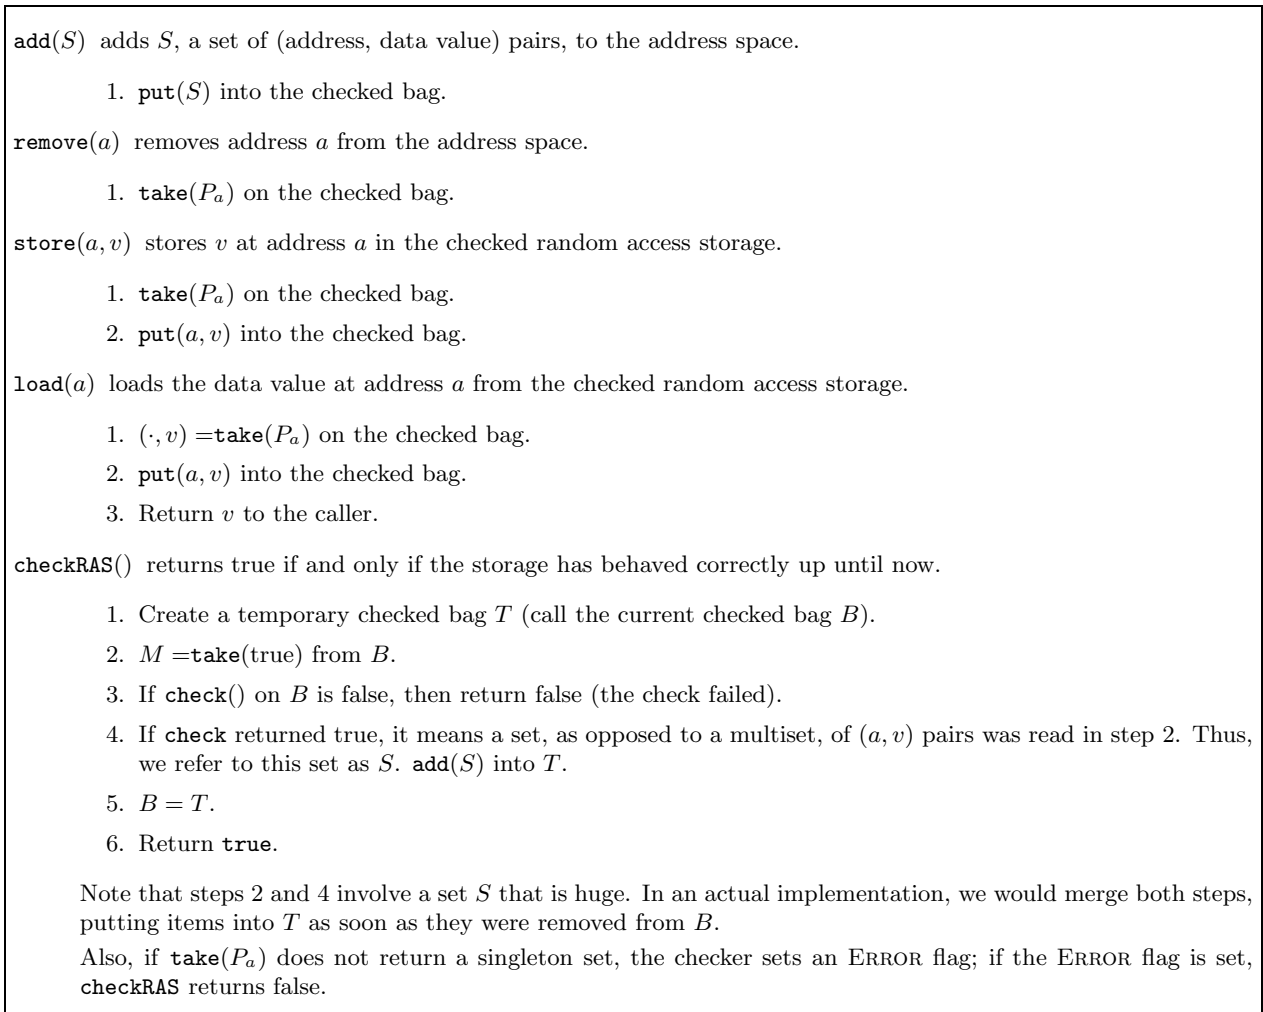 add(S) adds S, a set of (address, data value) pairs, to the address space.
1. put(S) into the checked bag.
remove(a) removes address a from the address space.
1. take(Pₐ) on the checked bag.
store(a, v) stores v at address a in the checked random access storage.
1. take(Pₐ) on the checked bag.
2. put(a, v) into the checked bag.
load(a) loads the data value at address a from the checked random access storage.
1. (·, v) =take(Pₐ) on the checked bag.
2. put(a, v) into the checked bag.
3. Return v to the caller.
checkRAS() returns true if and only if the storage has behaved correctly up until now.
1. Create a temporary checked bag T (call the current checked bag B).
2. M =take(true) from B.
3. If check() on B is false, then return false (the check failed).
4. If check returned true, it means a set, as opposed to a multiset, of (a, v) pairs was read in step 2. Thus,
we refer to this set as S. add(S) into T.
5. B = T.
6. Return true.
Note that steps 2 and 4 involve a set S that is huge. In an actual implementation, we would merge both steps,
putting items into T as soon as they were removed from B.
Also, if take(Pₐ) does not return a singleton set, the checker sets an ERROR flag; if the ERROR flag is set,
checkRAS returns false.